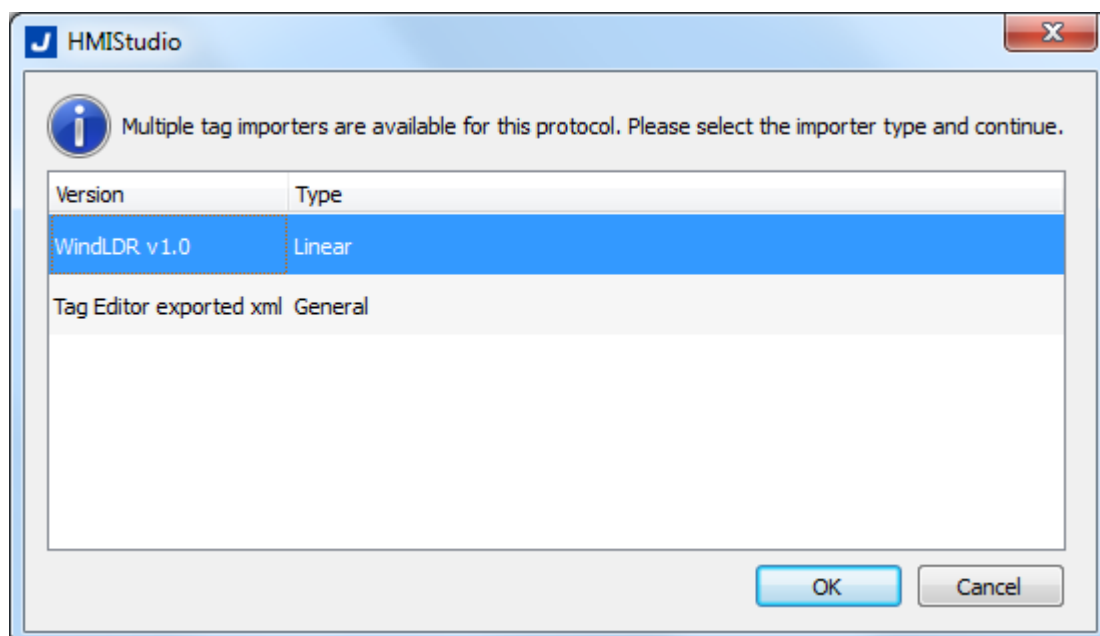 HMIStudio
Multiple tag importers are available for this protocol. Please select the importer type and continue.
Version Type
WindLDR v1.0 Linear
Tag Editor exported xml General
OK Cancel